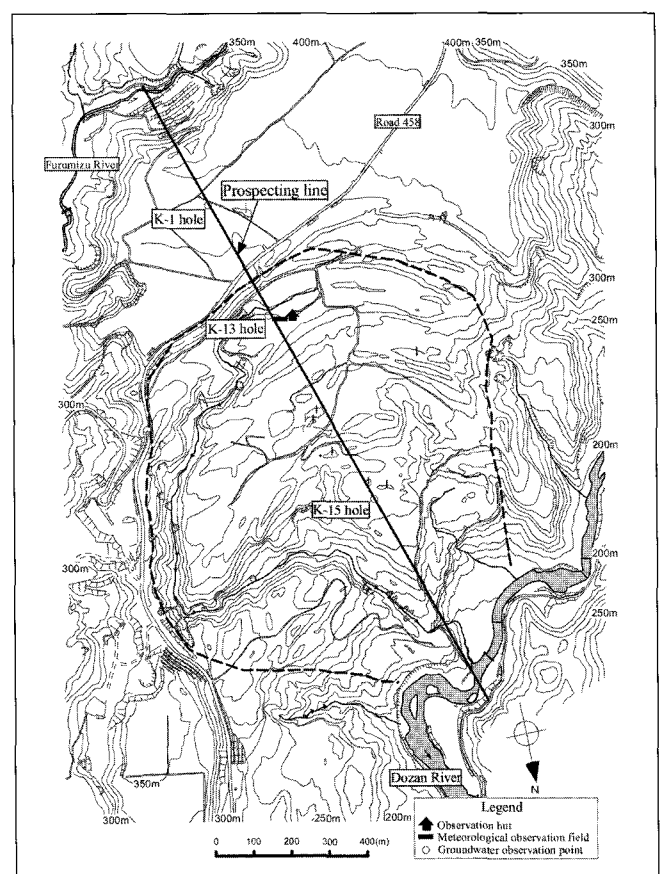 350m
400m
400m
350m
350m
300m
Road 458
Furumizu River
Prospecting line
K-1 hole
300m
250m
K-13 hole
300m
200m
K-15 hole
200m
300m
250m
N
Dozan River
350m
300m
300m
250m
200m
Legend
Observation hut
Meteorological observation field
Groundwater observation point
0 100 200 300 400(m)